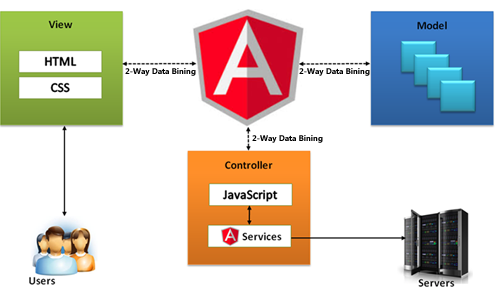 View
HTML
CSS
2-Way Data Bining
A
2-Way Data Bining
Model
2-Way Data Bining
Controller
JavaScript
A Services
Users
Servers